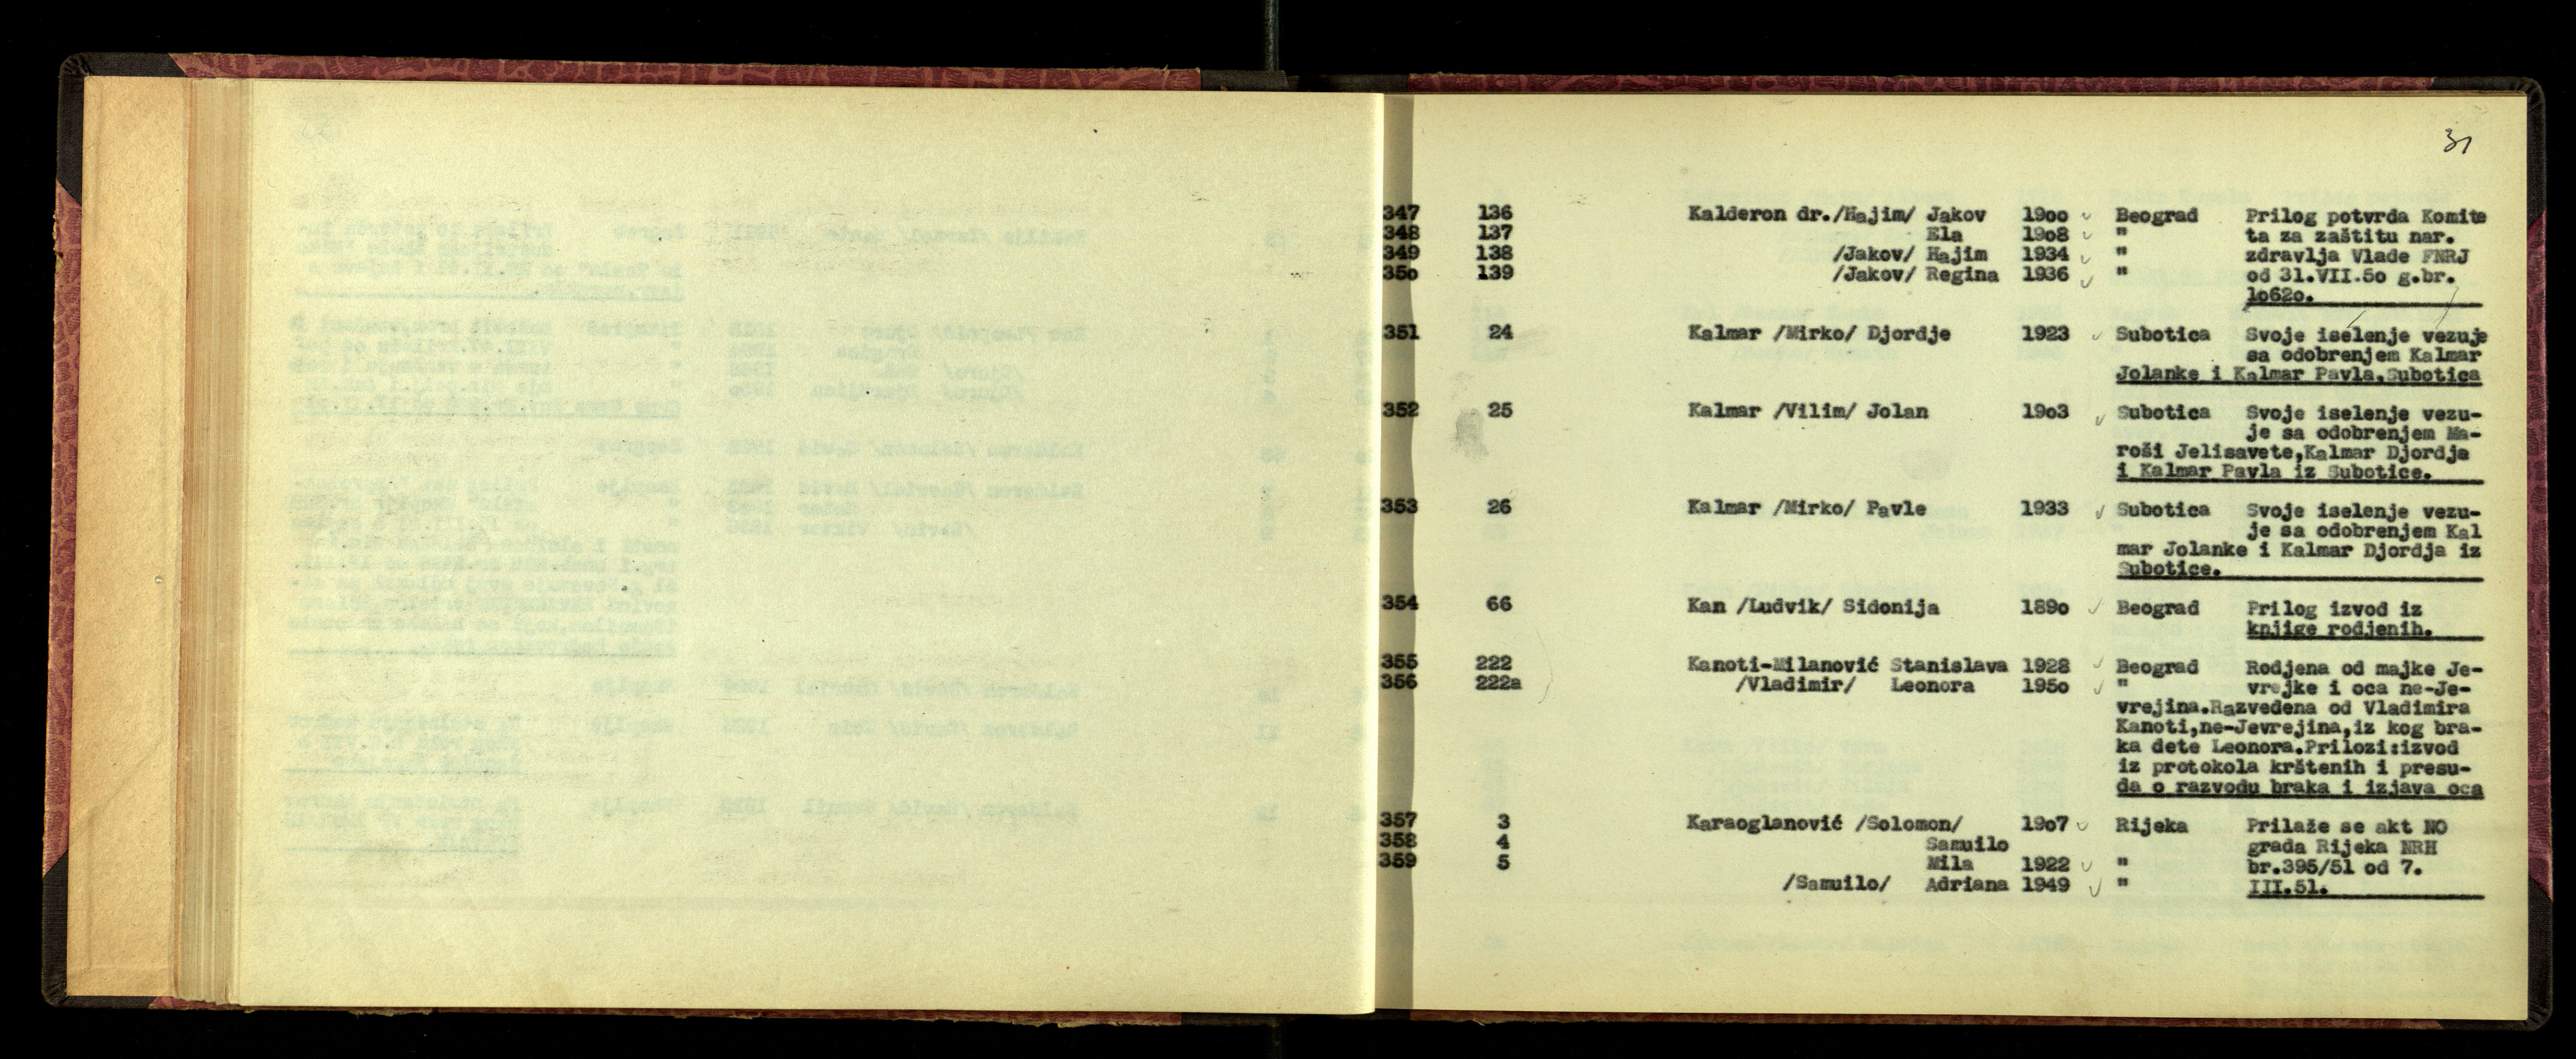 31
347 136 Kalderon dr./Hajim/ Jakov 19oo Beograd Prilog potvrda Komite
348 137 Ela 19o8 " ta za zaštitu nar.
349 138 /Jakov/ Hajim 1934 " zdravlja Vlade FNRJ
35o 139 /Jakov/ Regina 1936 " od 31.VII.5o g.br.
1o62o.
351 24 Kalmar /Mirko/ Djordje 1923 Subotica Svoje iselenje vezuje
sa odobrenjem Kalmar
Jolanke i Kalmar Pavla,Subotica
352 25 Kalmar /Vilim/ Jolan 19o3 Subotica Svoje iselenje vezu-
je sa odobrenjem Ma-
roši Jelisavete,Kalmar Djordja
i Kalmar Pavla iz Subotice.
353 26 Kalmar /Mirko/ Pavle 1933 Subotica Svoje iselenje vezu-
je sa odobrenjem Kal
mar Jolanke i Kalmar Djordja iz
Subotice.
354 66 Kan /Ludvik/ Sidonija 189o Beograd Prilog izvod iz
knjige rodjenih.
355 222 Kanoti-Milanović Stanislava 1928 Beograd Rodjena od majke Je-
356 222a /Vladimir/ Leonora 195o " vrejke i oca ne-Je-
vrejina.Razvedena od Vladimira
Kanoti,ne-Jevrejina,iz kog bra-
ka dete Leonora.Prilozi:izvod
iz protokola krštenih i presu-
da o razvodu braka i izjava oca
357 3 Karaoglanović /Solomon/ 19o7 Rijeka Prilaže se akt NO
358 4 Samuilo grada Rijeka NRH
359 5 Mila 1922 " br.395/51 od 7.
/Samuilo/ Adriana 1949 " III.51.